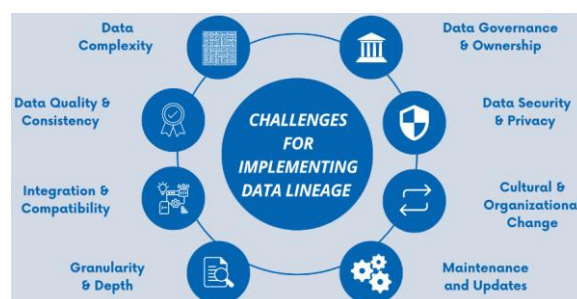 Data
Complexity
Data Governance
& Ownership
Data Quality &
Consistency
Data Security
& Privacy
CHALLENGES
FOR
IMPLEMENTING
DATA LINEAGE
Integration &
Compatibility
Cultural &
Organizationa
Change
Granularity
& Depth
Maintenance
and Updates